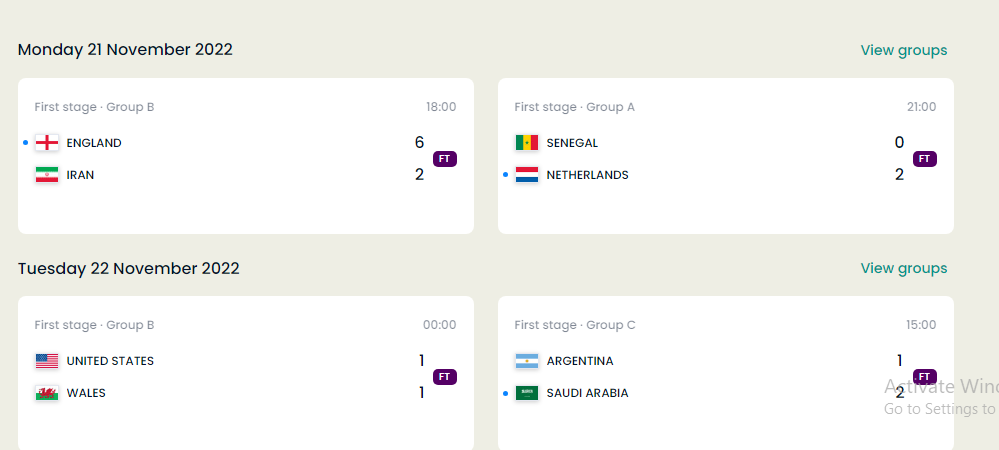 Monday 21 November 2022
View groups
First stage · Group B
18:00
ENGLAND
6
FT
IRAN
2
First stage · Group A
21:00
SENEGAL
0
FT
NETHERLANDS
2
Tuesday 22 November 2022
View groups
First stage · Group B
00:00
UNITED STATES
1
FT
WALES
1
First stage · Group C
15:00
ARGENTINA
1
FT
SAUDI ARABIA
2
Activate Wind
Go to Settings to